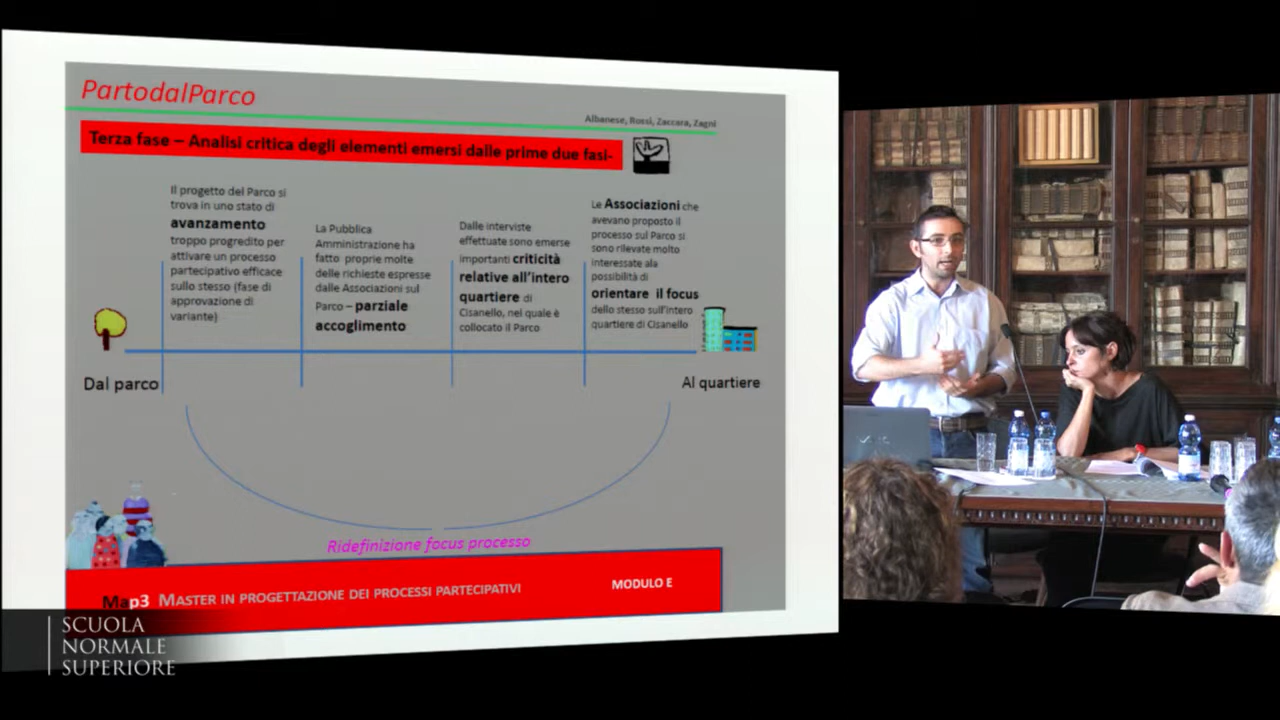 PartodalParco
Albanese, Rossi, Zaccara, Zagni
Terza fase – Analisi critica degli elementi emersi dalle prime due fasi-
Il progetto del Parco si
trova in uno stato di
avanzamento
troppo progredito per
attivare un processo
partecipativo efficace
sullo stesso (fase di
approvazione di
variante)
La Pubblica
Amministrazione ha
fatto proprie molte
delle richieste espresse
dalle Associazioni sul
Parco – parziale
accoglimento
Dalle interviste
effettuate sono emerse
importanti criticità
relative all'intero
quartiere di
Cisanello, nel quale è
collocato il Parco
Le Associazioni che
avevano proposto il
processo sul Parco si
sono rilevate molto
interessate ala
possibilità di
orientare il focus
dello stesso sull'intero
quartiere di Cisanello
Dal parco
Al quartiere
Ridefinizione focus processo
Map3 MASTER IN PROGETTAZIONE DEI PROCESSI PARTECIPATIVI
MODULO E
SCUOLA
NORMALE
SUPERIORE